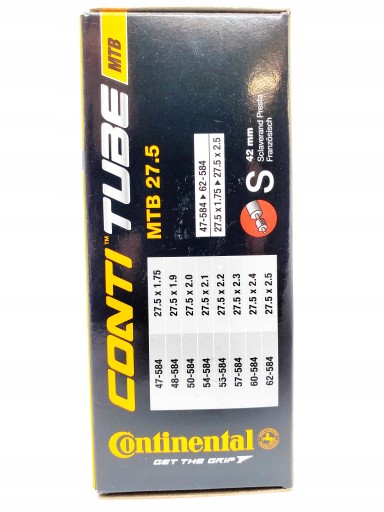 CONTI™ TUBE MTB
MTB 27.5
47-584 ▶ 62-584
27.5 x 1.75 ▶ 27.5 x 2.5
S
42 mm
Sclaverand Presta
Französisch
47-584 27.5 x 1.75
48-584 27.5 x 1.9
50-584 27.5 x 2.0
54-584 27.5 x 2.1
55-584 27.5 x 2.2
57-584 27.5 x 2.3
60-584 27.5 x 2.4
62-584 27.5 x 2.5
Continental
GET THE GRIP